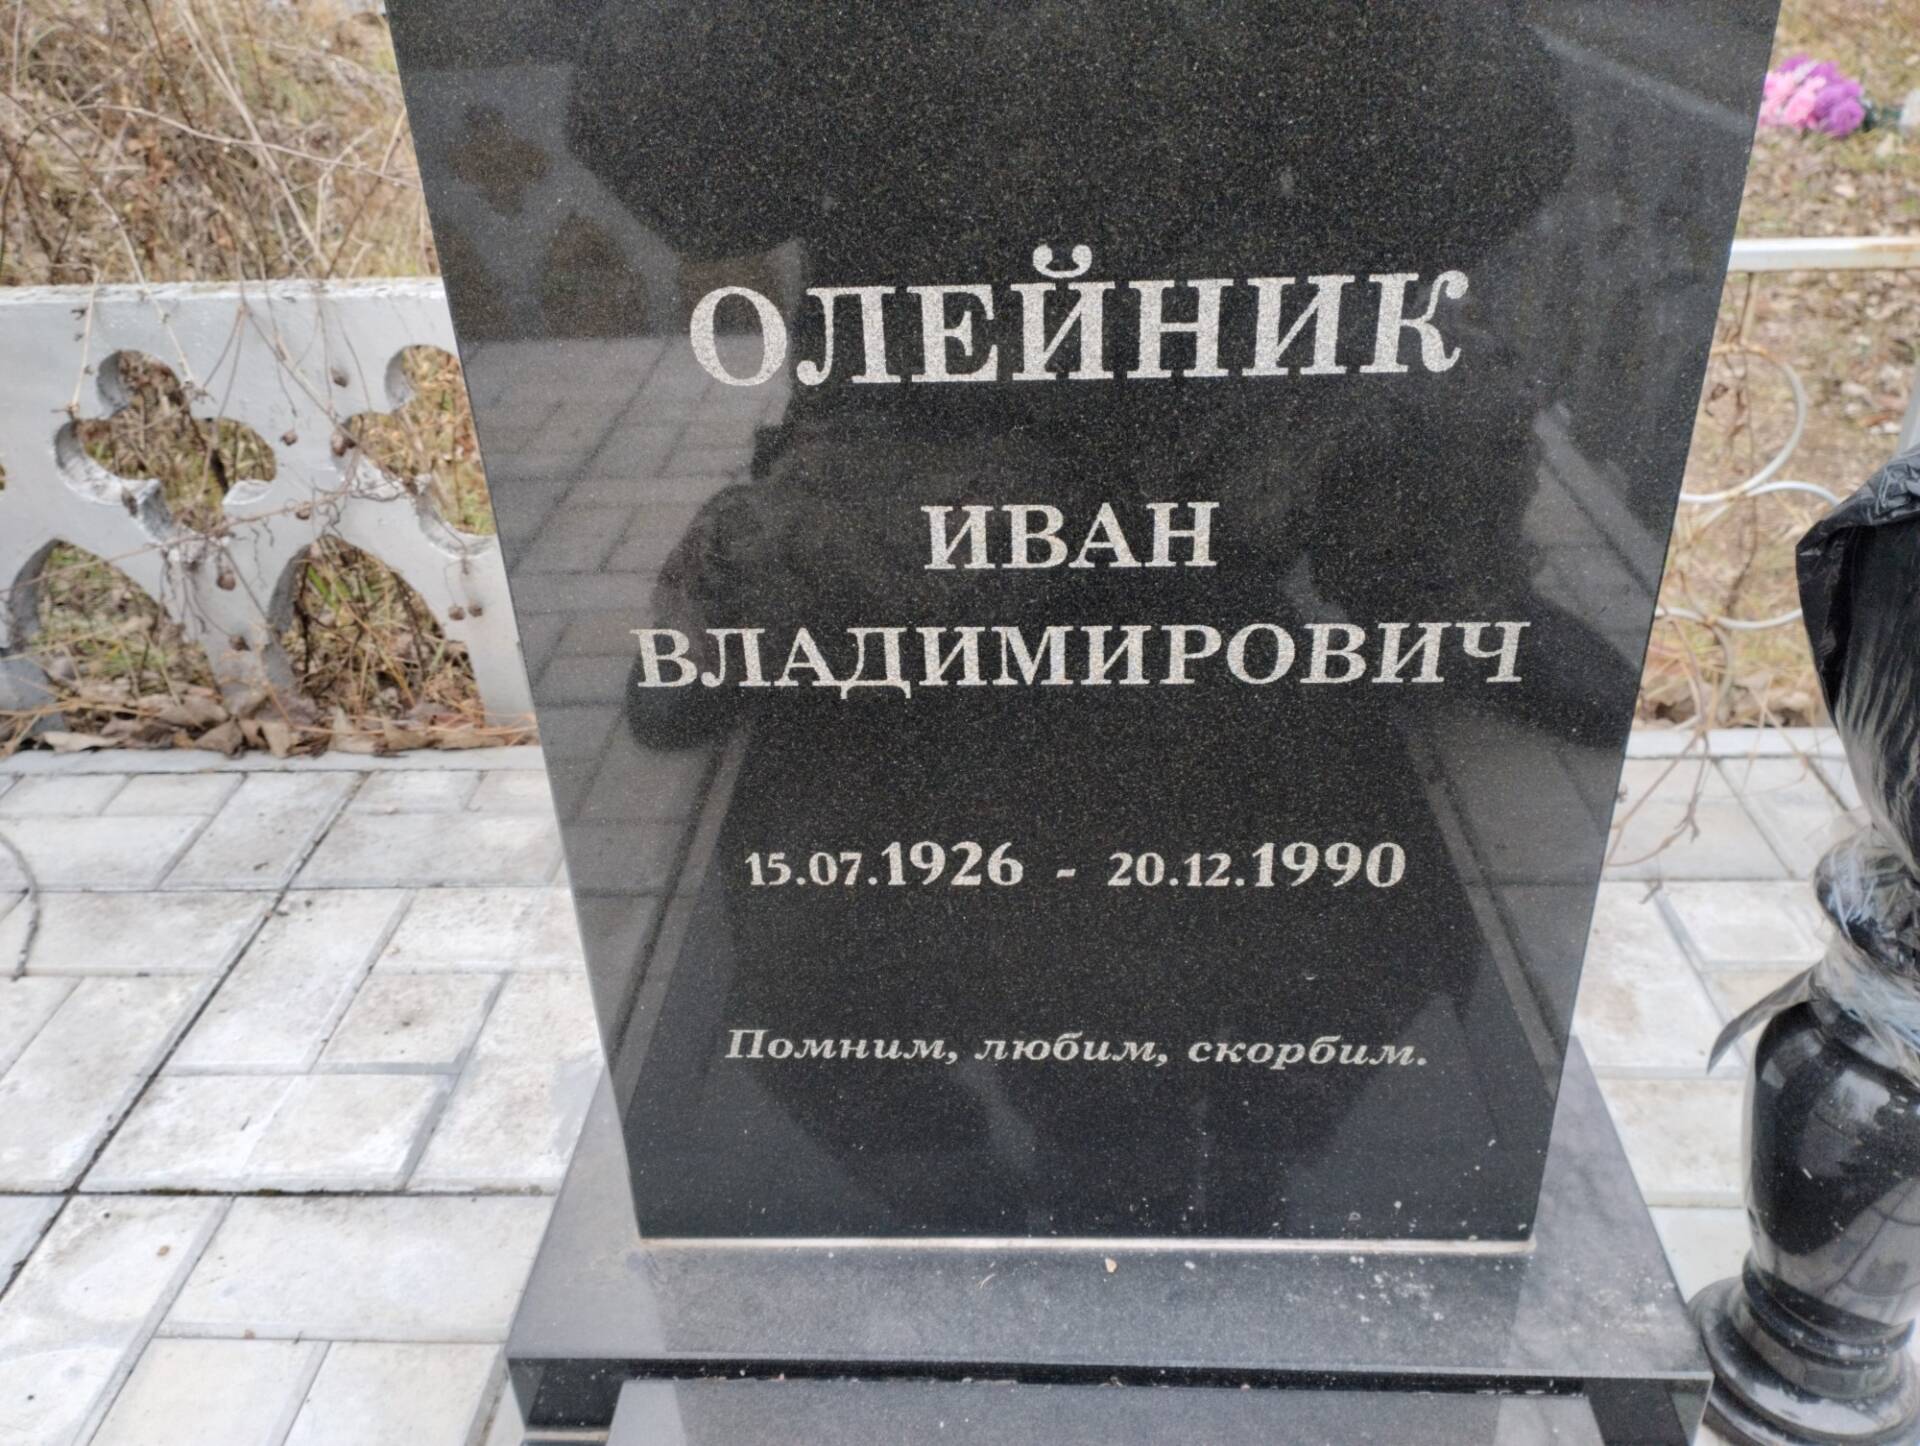 ОЛЕЙНИК
ИВАН
ВЛАДИМИРОВИЧ
15.07.1926 - 20.12.1990
Помним, любим, скорбим.